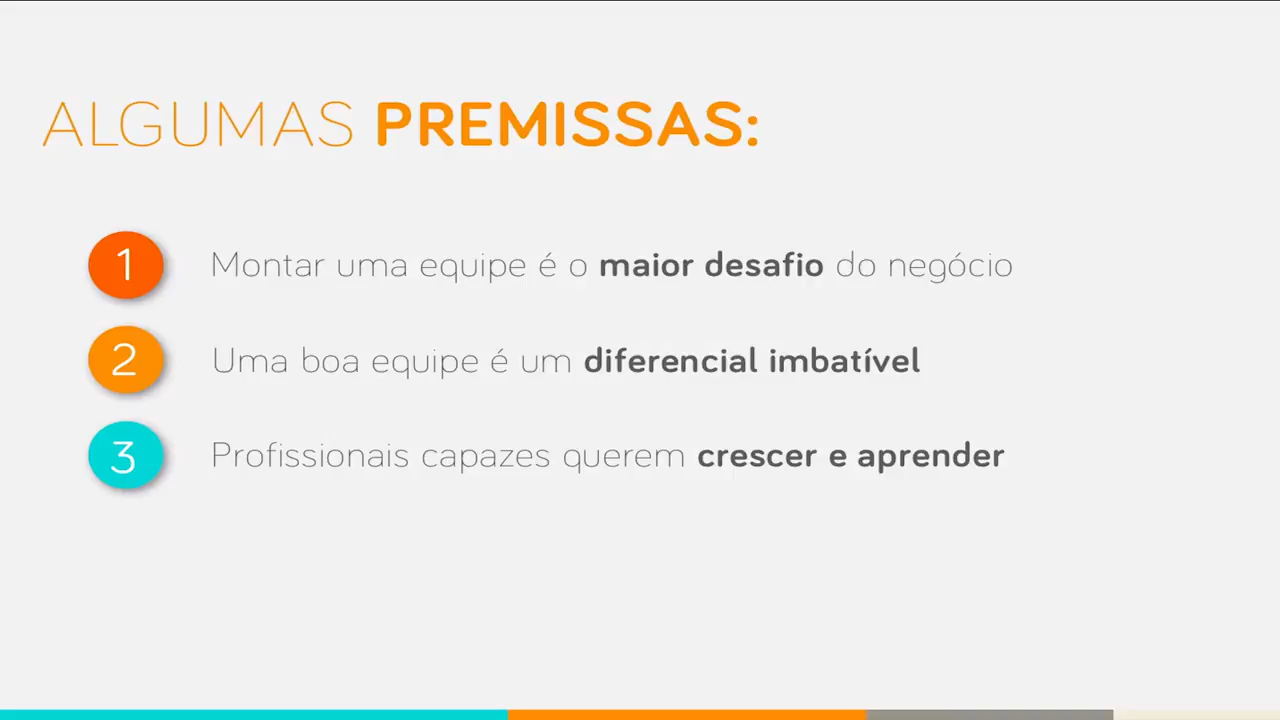 ALGUMAS PREMISSAS:
1 Montar uma equipe é o maior desafio do negócio
2 Uma boa equipe é um diferencial imbatível
3 Profissionais capazes querem crescer e aprender